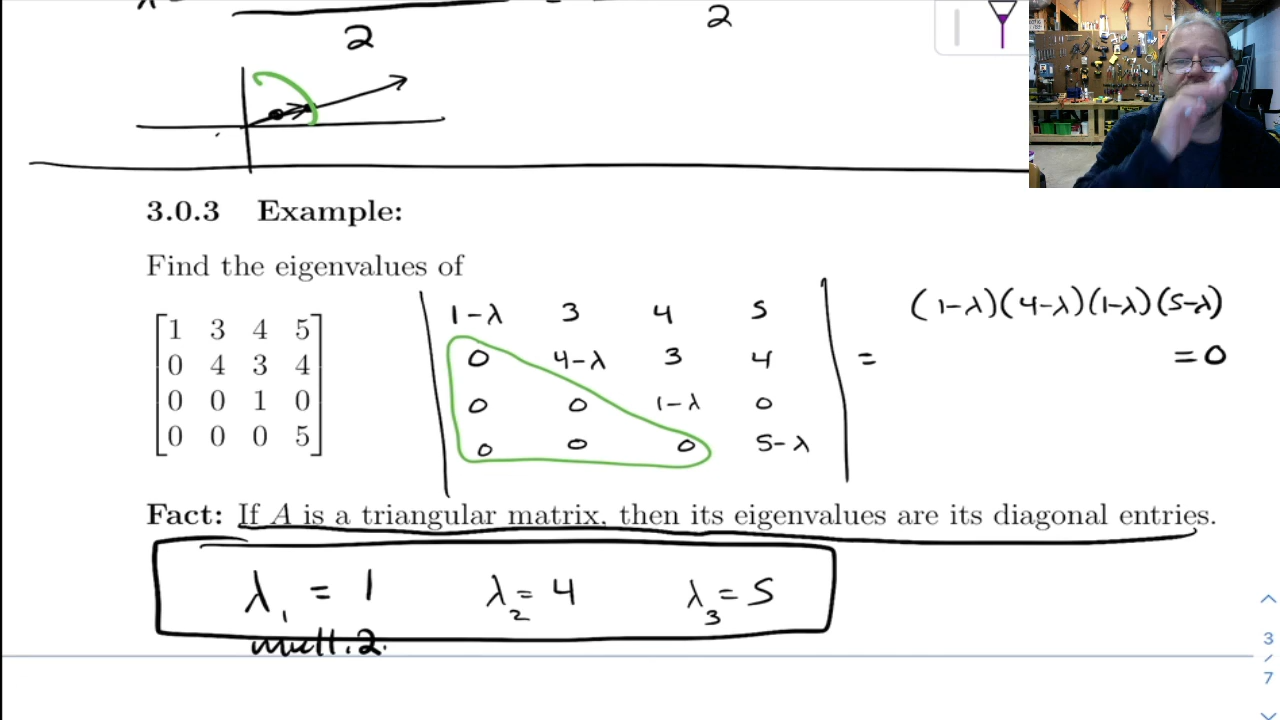 2
2
3.0.3 Example:
Find the eigenvalues of
1 3 4 5
0 4 3 4
0 0 1 0
0 0 0 5
1-λ 3 4 5
0 4-λ 3 4
0 0 1-λ 0
0 0 0 5-λ
=
(1-λ)(4-λ)(1-λ)(5-λ)
=0
Fact: If A is a triangular matrix, then its eigenvalues are its diagonal entries.
λ₁ = 1 λ₂ = 4 λ₃ = 5
mult. 2.
3
/
7